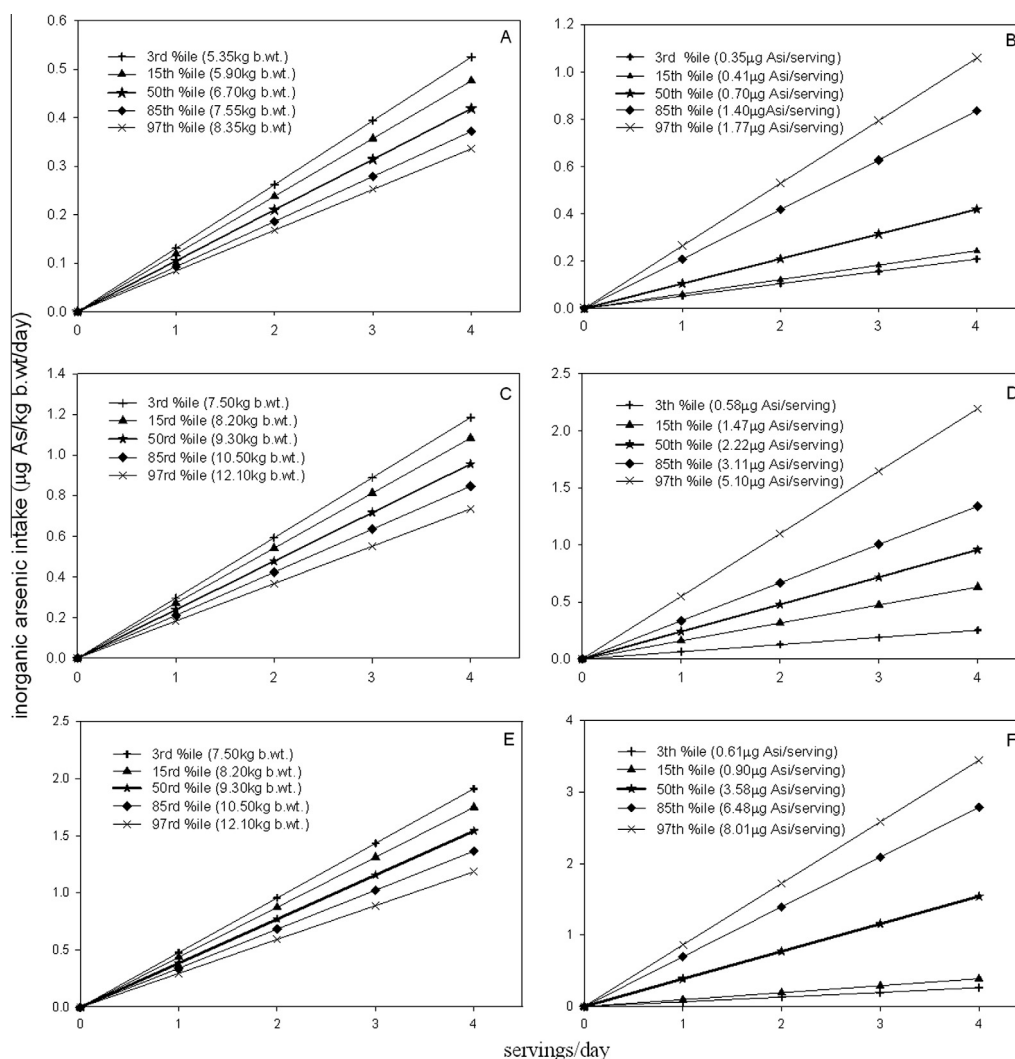 A
3rd %ile (5.35kg b.wt.)
15th %ile (5.90kg b.wt.)
50th %ile (6.70kg b.wt.)
85th %ile (7.55kg b.wt.)
97th %ile (8.35kg b.wt)
0.6
0.5
0.4
0.3
0.2
0.1
0.0
0 1 2 3 4
B
3rd %ile (0.35µg Asi/serving)
15th %ile (0.41µg Asi/serving)
50th %ile (0.70µg Asi/serving)
85th %ile (1.40µgAsi/serving)
97th %ile (1.77µg Asi/serving)
1.2
1.0
0.8
0.6
0.4
0.2
0.0
0 1 2 3 4
inorganic arsenic intake (µg As/kg b.wt/day)
C
3rd %ile (7.50kg b.wt.)
15rd %ile (8.20kg b.wt.)
50rd %ile (9.30kg b.wt.)
85rd %ile (10.50kg b.wt.)
97rd %ile (12.10kg b.wt.)
1.4
1.2
1.0
0.8
0.6
0.4
0.2
0.0
0 1 2 3 4
D
3th %ile (0.58µg Asi/serving)
15th %ile (1.47µg Asi/serving)
50th %ile (2.22µg Asi/serving)
85th %ile (3.11µg Asi/serving)
97th %ile (5.10µg Asi/serving)
2.5
2.0
1.5
1.0
0.5
0.0
0 1 2 3 4
E
3rd %ile (7.50kg b.wt.)
15rd %ile (8.20kg b.wt.)
50rd %ile (9.30kg b.wt.)
85rd %ile (10.50kg b.wt.)
97rd %ile (12.10kg b.wt.)
2.5
2.0
1.5
1.0
0.5
0.0
0 1 2 3 4
F
3th %ile (0.61µg Asi/serving)
15th %ile (0.90µg Asi/serving)
50th %ile (3.58µg Asi/serving)
85th %ile (6.48µg Asi/serving)
97th %ile (8.01µg Asi/serving)
4
3
2
1
0
0 1 2 3 4
servings/day